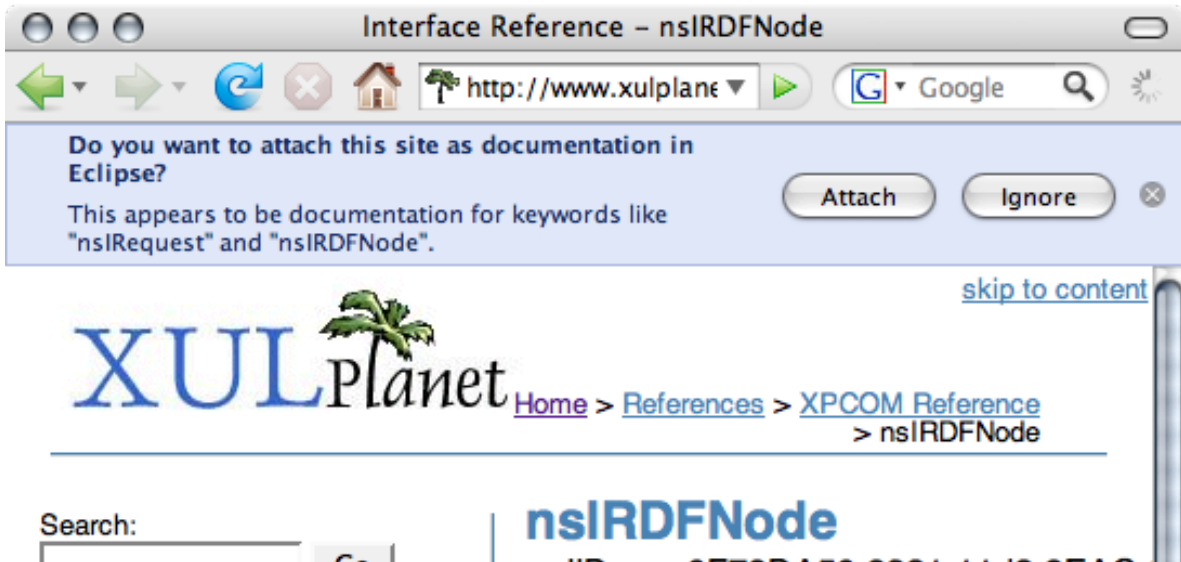 Interface Reference – nsIRDFNode
http://www.xulplane
G Google
Do you want to attach this site as documentation in
Eclipse?
This appears to be documentation for keywords like
"nsIRequest" and "nsIRDFNode".
Attach
Ignore
skip to content
XULPlanet
Home > References > XPCOM Reference
> nsIRDFNode
Search:
Go
nsIRDFNode